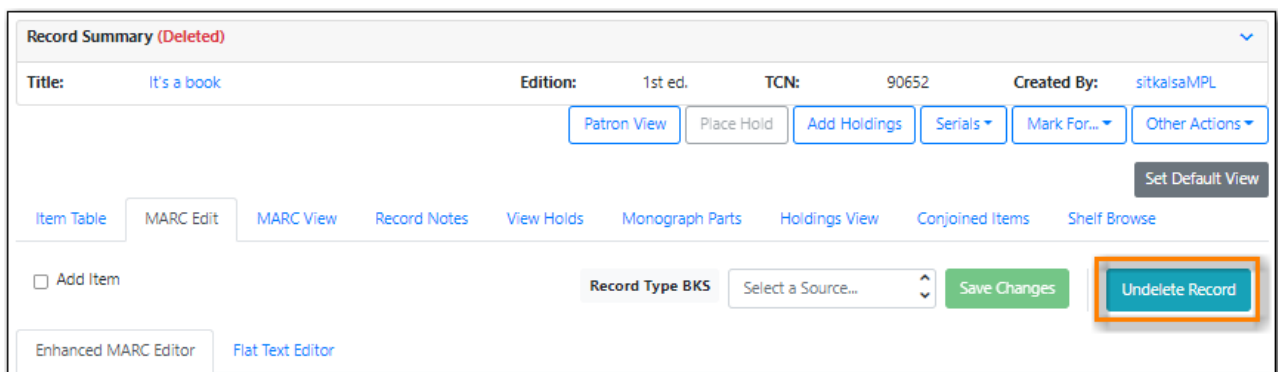 Record Summary (Deleted)
Title: It's a book Edition: 1st ed. TCN: 90652 Created By: sitkalsaMPL
Patron View Place Hold Add Holdings Serials Mark For... Other Actions
Set Default View
Item Table MARC Edit MARC View Record Notes View Holds Monograph Parts Holdings View Conjoined Items Shelf Browse
Add Item Record Type BKS Select a Source... Save Changes Undelete Record
Enhanced MARC Editor Flat Text Editor